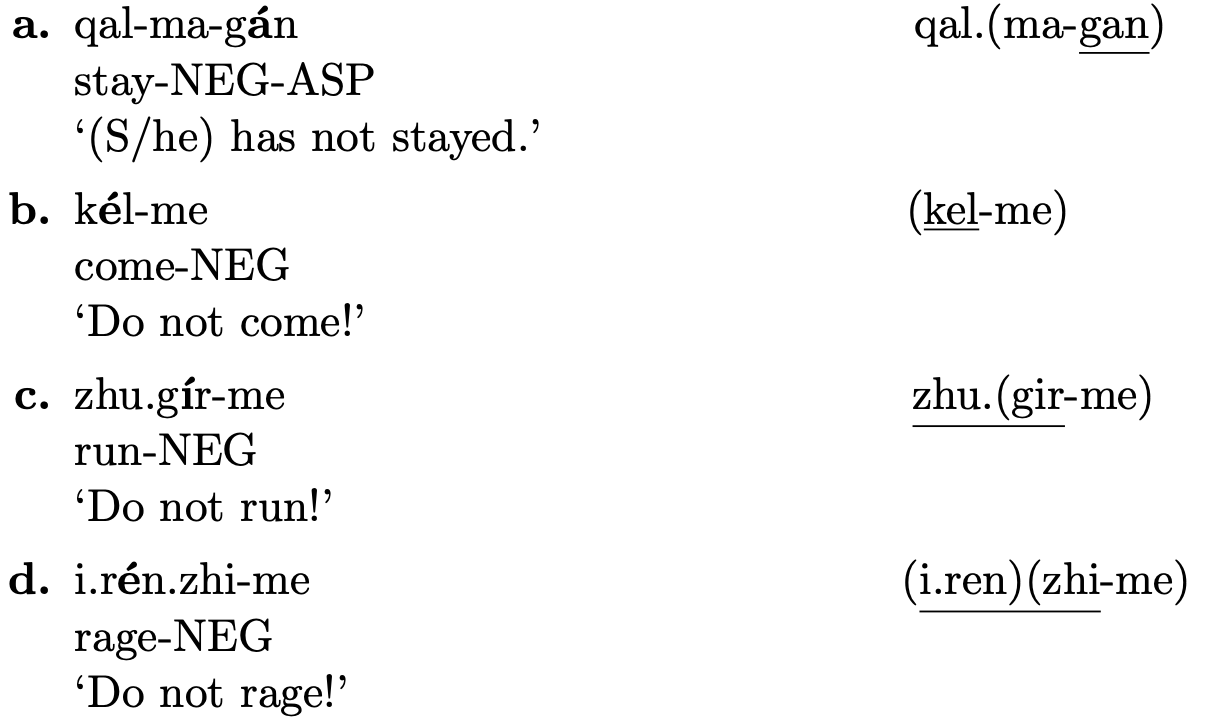 a. qal-ma-gán qal.(ma-gan)
stay-NEG-ASP
‘(S/he) has not stayed.’
b. kél-me (kel-me)
come-NEG
‘Do not come!’
c. zhu.gír-me zhu.(gir-me)
run-NEG
‘Do not run!’
d. i.rén.zhi-me (i.ren)(zhi-me)
rage-NEG
‘Do not rage!’